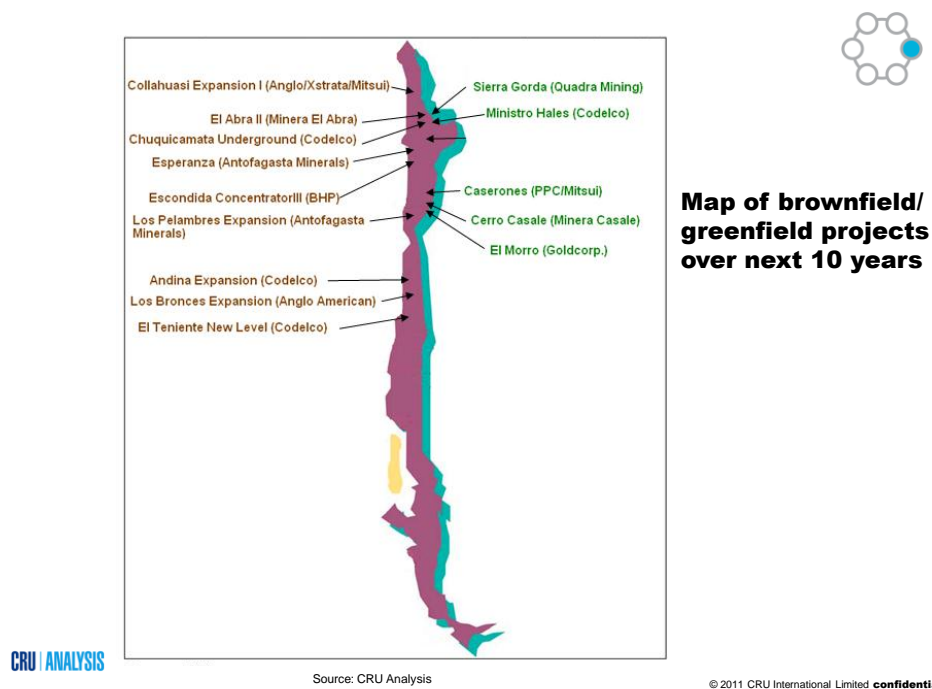 Collahuasi Expansion I (Anglo/Xstrata/Mitsui)
El Abra II (Minera El Abra)
Chuquicamata Underground (Codelco)
Esperanza (Antofagasta Minerals)
Escondida ConcentratorIII (BHP)
Los Pelambres Expansion (Antofagasta
Minerals)
Andina Expansion (Codelco)
Los Bronces Expansion (Anglo American)
El Teniente New Level (Codelco)
Sierra Gorda (Quadra Mining)
Ministro Hales (Codelco)
Caserones (PPC/Mitsui)
Cerro Casale (Minera Casale)
El Morro (Goldcorp.)
Map of brownfield/
greenfield projects
over next 10 years
CRU | ANALYSIS
Source: CRU Analysis
© 2011 CRU International Limited confidenti